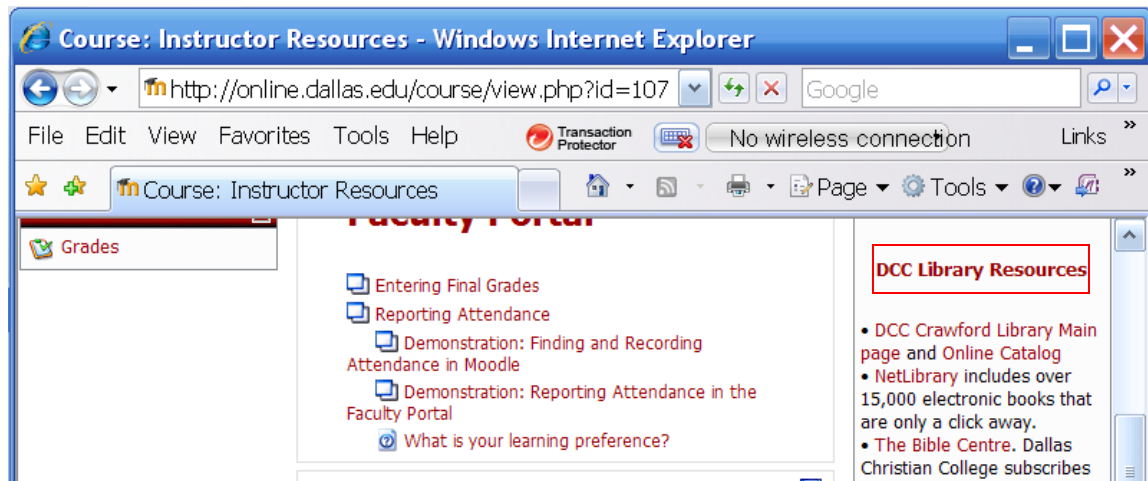 Course: Instructor Resources - Windows Internet Explorer
http://online.dallas.edu/course/view.php?id=107
Google
File Edit View Favorites Tools Help
Transaction
Protector
No wireless connection
Links »
Course: Instructor Resources
Page
Tools
»
Grades
Faculty Portal
Entering Final Grades
Reporting Attendance
Demonstration: Finding and Recording
Attendance in Moodle
Demonstration: Reporting Attendance in the
Faculty Portal
What is your learning preference?
DCC Library Resources
• DCC Crawford Library Main
page and Online Catalog
• NetLibrary includes over
15,000 electronic books that
are only a click away.
• The Bible Centre. Dallas
Christian College subscribes